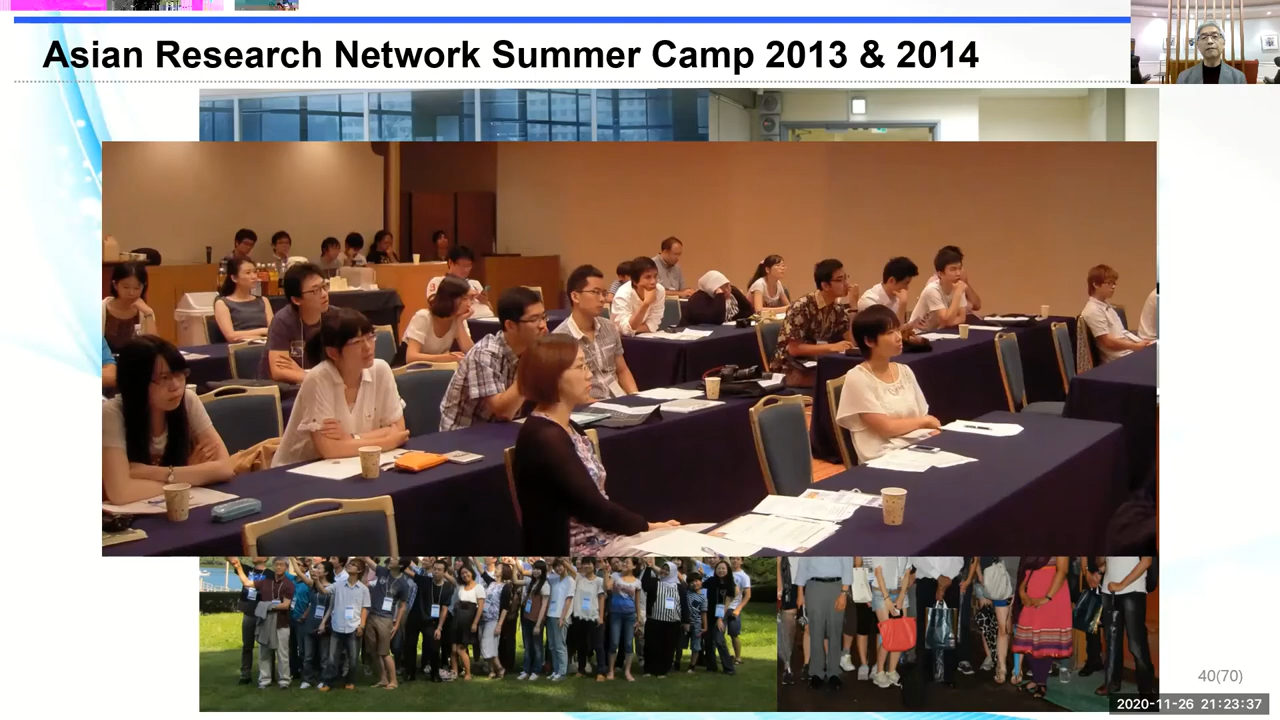 Asian Research Network Summer Camp 2013 & 2014
40(70)
2020-11-26 21:23:37